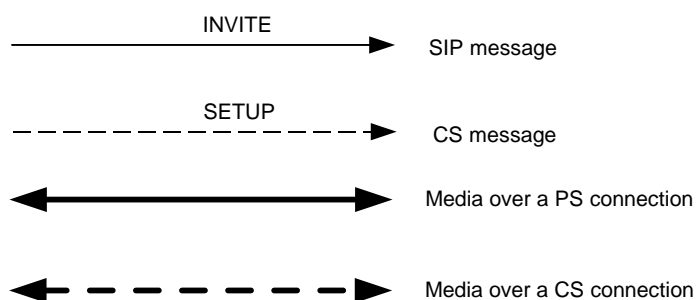 INVITE
SIP message
SETUP
CS message
Media over a PS connection
Media over a CS connection